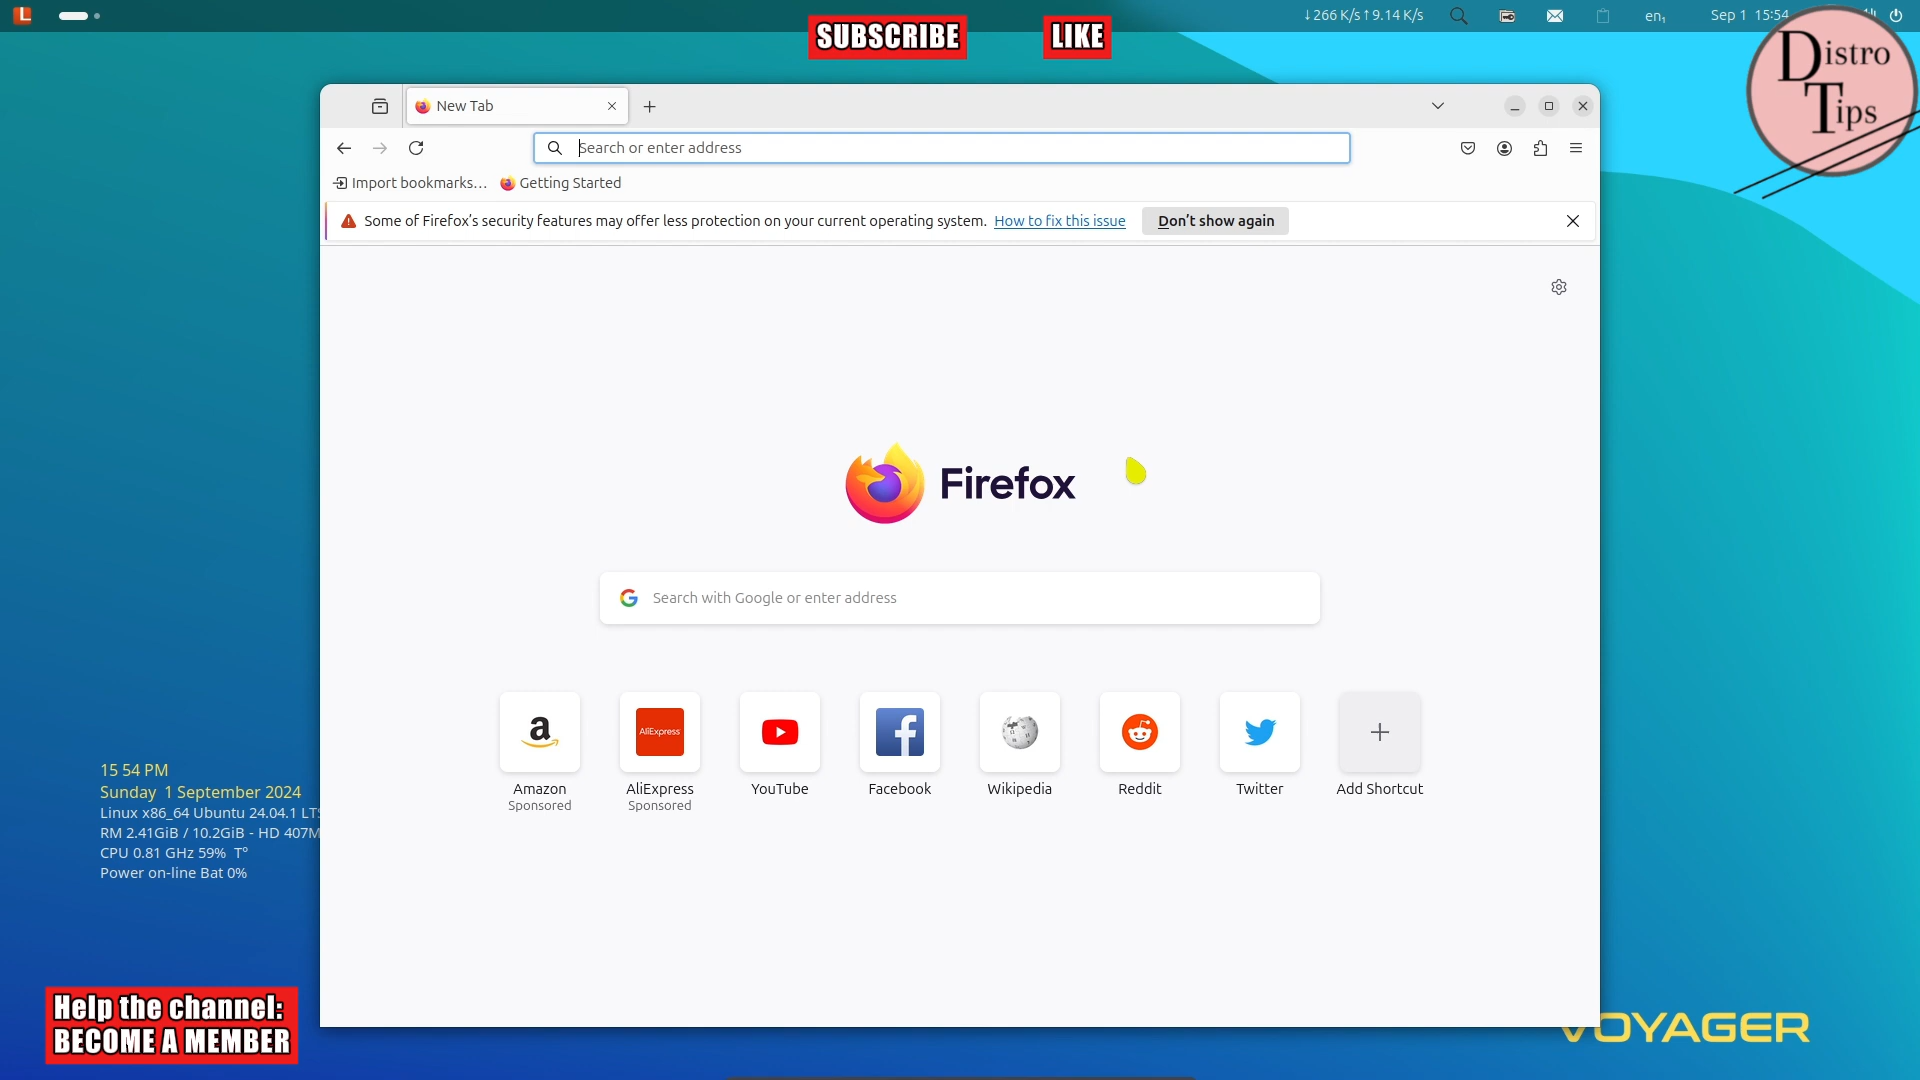 SUBSCRIBE
LIKE
↓266 K/s↑9.14 K/s
en₁
Sep 1 15:54
Distro
Tips
New Tab
Search or enter address
Import bookmarks…
Getting Started
Some of Firefox’s security features may offer less protection on your current operating system. How to fix this issue
Don’t show again
Firefox
Search with Google or enter address
a
AliExpress
Amazon
Sponsored
AliExpress
Sponsored
YouTube
Facebook
Wikipedia
Reddit
Twitter
Add Shortcut
15 54 PM
Sunday 1 September 2024
Linux x86_64 Ubuntu 24.04.1 LTS
RM 2.41GiB / 10.2GiB - HD 407M
CPU 0.81 GHz 59% T°
Power on-line Bat 0%
Help the channel:
BECOME A MEMBER
VOYAGER